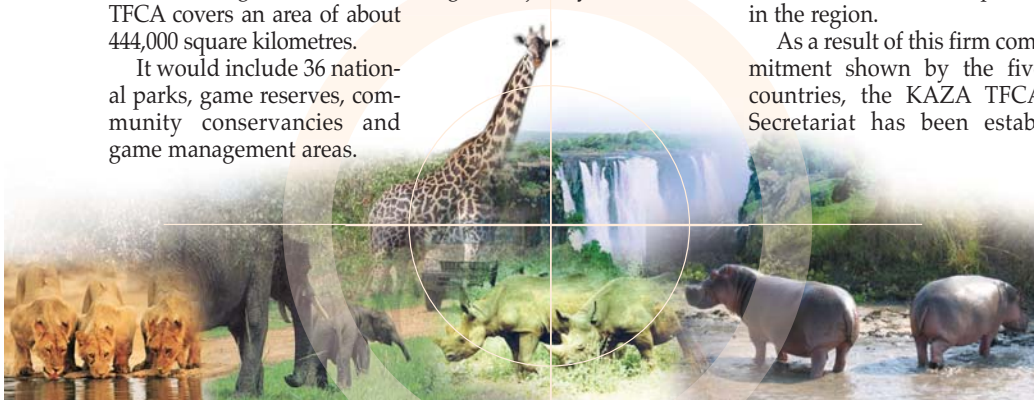 TFCA covers an area of about
444,000 square kilometres.
It would include 36 nation-
al parks, game reserves, com-
munity conservancies and
game management areas.
in the region.
As a result of this firm com-
mitment shown by the five
countries, the KAZA TFCA
Secretariat has been estab-